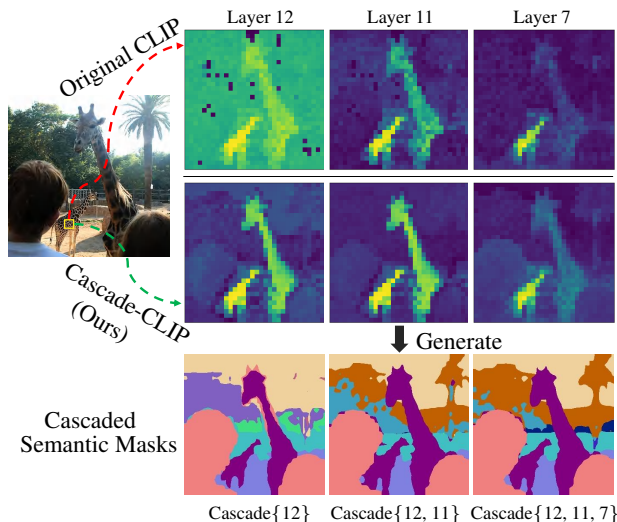 Layer 12
Layer 11
Layer 7
Original CLIP
Cascade-CLIP
(Ours)
Generate
Cascaded
Semantic Masks
Cascade{12}
Cascade{12, 11}
Cascade{12, 11, 7}